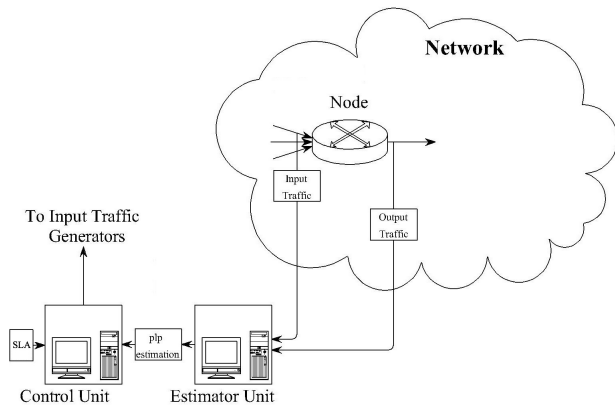 Network
Node
Input
Traffic
Output
Traffic
To Input Traffic
Generators
SLA
plp
estimation
Control Unit
Estimator Unit